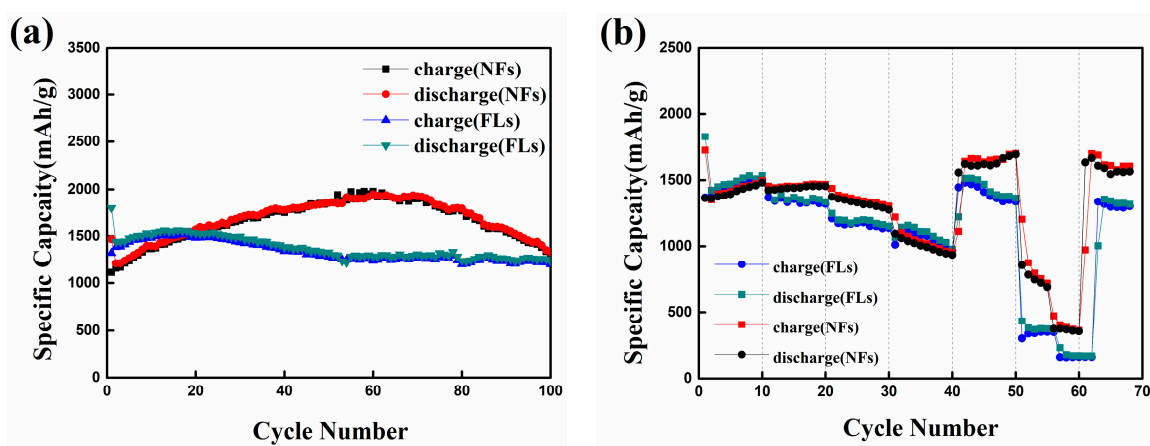 (a)
3500
3000
2500
2000
1500
1000
500
0
0 20 40 60 80 100
Specific Capcaity(mAh/g)
Cycle Number
charge(NFs)
discharge(NFs)
charge(FLs)
discharge(FLs)
(b)
2500
2000
1500
1000
500
0
0 10 20 30 40 50 60 70
Specific Capcaity(mAh/g)
Cycle Number
charge(FLs)
discharge(FLs)
charge(NFs)
discharge(NFs)